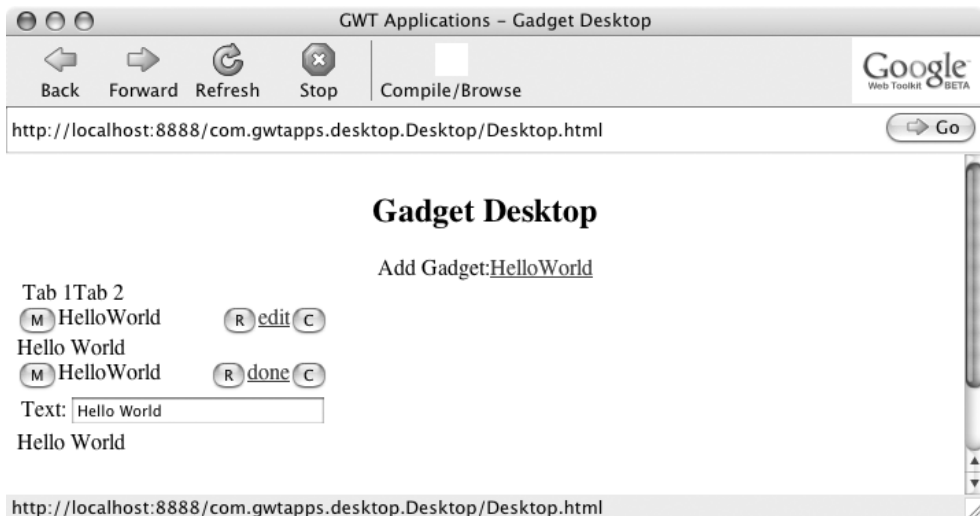 GWT Applications – Gadget Desktop
Back Forward Refresh Stop Compile/Browse
Google
Web Toolkit BETA
http://localhost:8888/com.gwtapps.desktop.Desktop/Desktop.html
Go
Gadget Desktop
Add Gadget:HelloWorld
Tab 1Tab 2
M HelloWorld R edit C
Hello World
M HelloWorld R done C
Text: Hello World
Hello World
http://localhost:8888/com.gwtapps.desktop.Desktop/Desktop.html